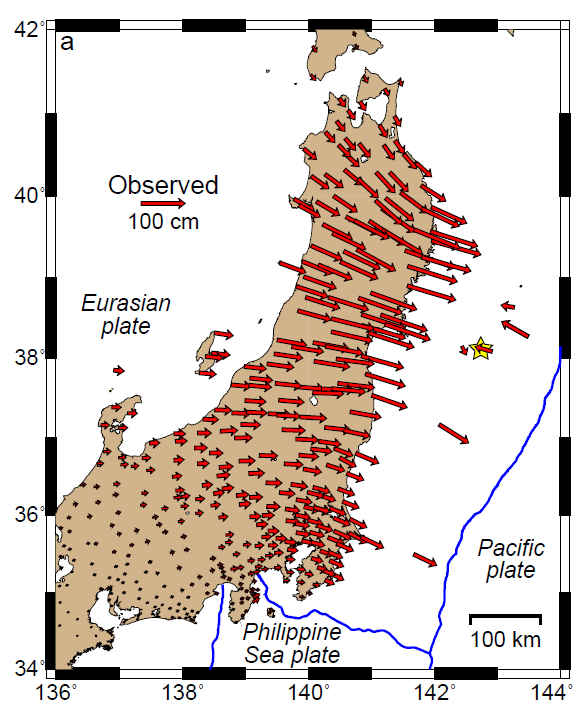 a
42°
40°
38°
36°
34°
136°
138°
140°
142°
144°
Observed
100 cm
Eurasian
plate
Pacific
plate
Philippine
Sea plate
100 km